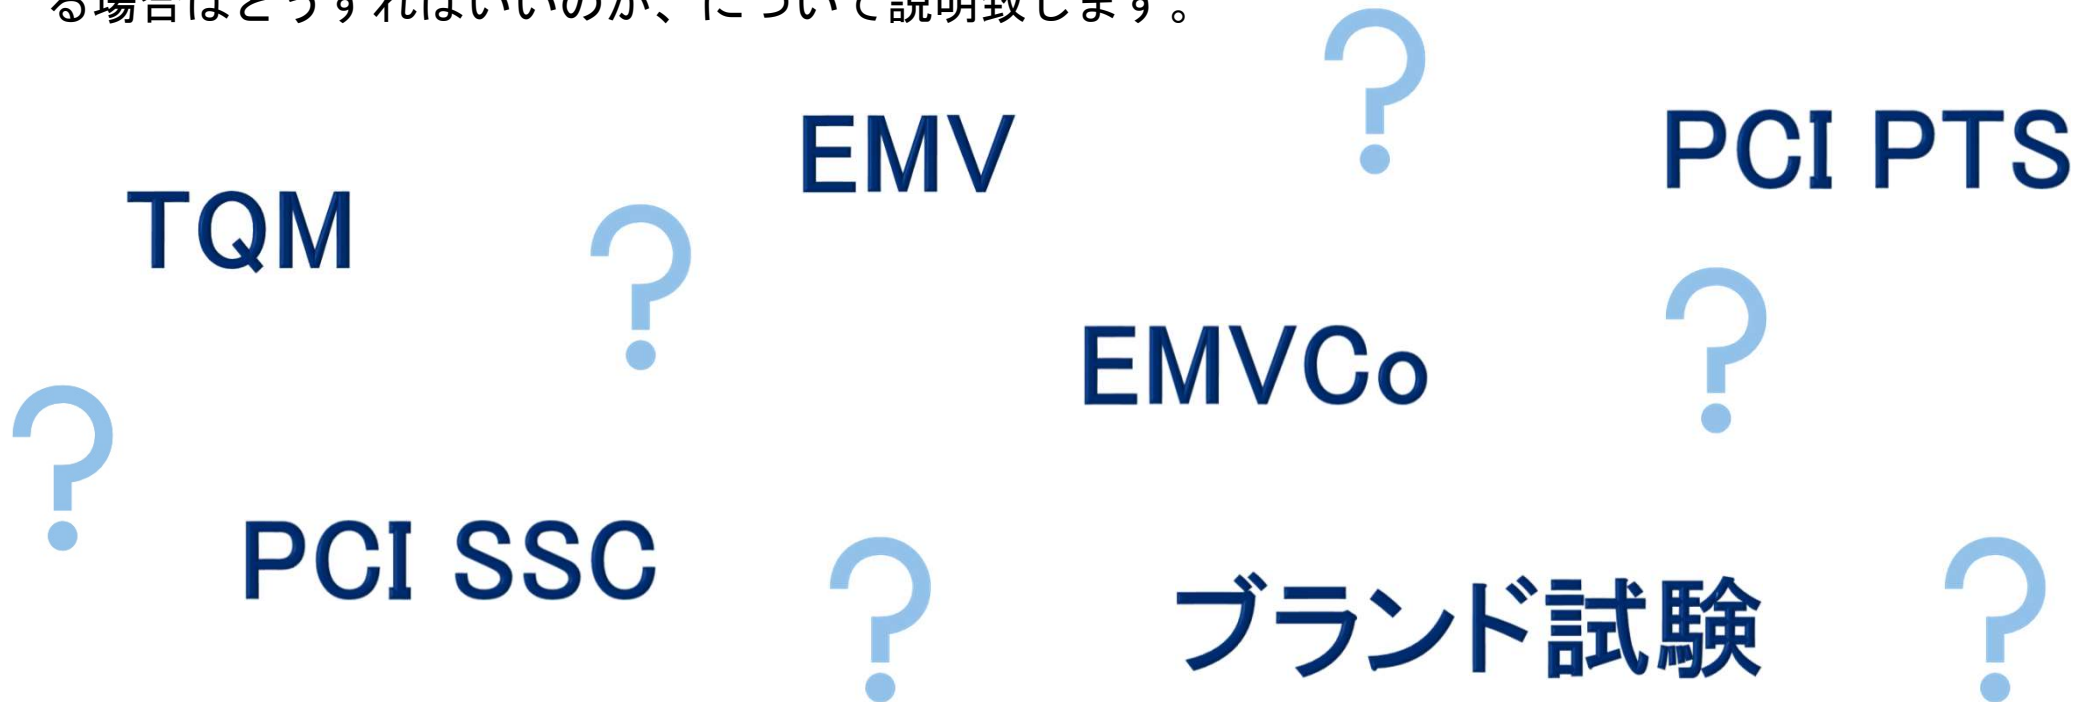 る場合はどうすればいいのか、について説明致します。
?
EMV
PCI PTS
TQM
?
?
EMVCo
?
PCI SSC
?
ブランド試験
?